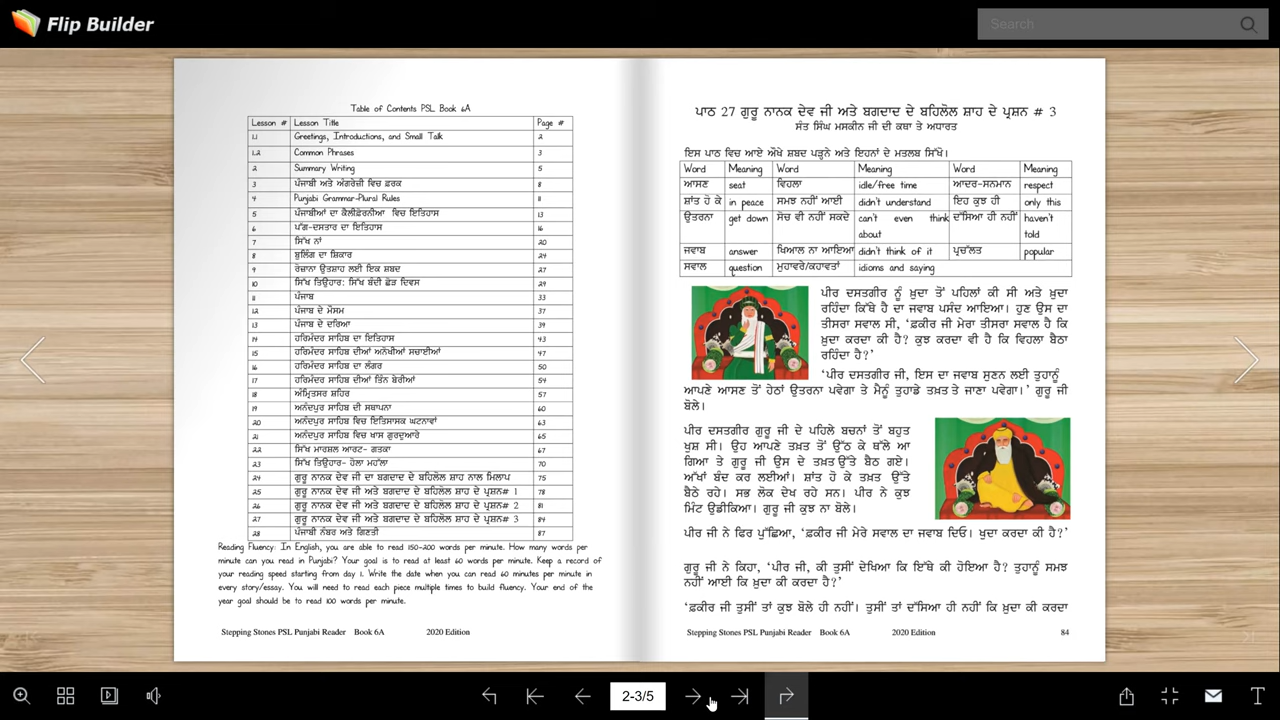 Flip Builder
Search
Table of Contents PSL Book 6A
Lesson # Lesson Title Page #
1.1 Greetings, Introductions, and Small Talk 2
1.2 Common Phrases 3
2 Summary Writing 5
3 ਪੰਜਾਬੀ ਅਤੇ ਅੰਗਰੇਜ਼ੀ ਵਿਚ ਫ਼ਰਕ 8
4 Punjabi Grammar-Plural Rules 11
5 ਪੰਜਾਬੀਆਂ ਦਾ ਕੈਲੀਫ਼ੋਰਨੀਆ ਵਿਚ ਇਤਿਹਾਸ 13
6 ਪੱਗ-ਦਸਤਾਰ ਦਾ ਇਤਿਹਾਸ 16
7 ਸਿੱਖ ਨਾਂ 20
8 ਬੁਲਿੰਗ ਦਾ ਸ਼ਿਕਾਰ 24
9 ਰੋਜ਼ਾਨਾ ਉਤਸ਼ਾਹ ਲਈ ਇਕ ਸ਼ਬਦ 27
10 ਸਿੱਖ ਤਿਉਹਾਰ: ਸਿੱਖ ਬੰਦੀ ਛੋੜ ਦਿਵਸ 29
11 ਪੰਜਾਬ 33
12 ਪੰਜਾਬ ਦੇ ਮੌਸਮ 37
13 ਪੰਜਾਬ ਦੇ ਦਰਿਆ 39
14 ਹਰਿਮੰਦਰ ਸਾਹਿਬ ਦਾ ਇਤਿਹਾਸ 43
15 ਹਰਿਮੰਦਰ ਸਾਹਿਬ ਦੀਆਂ ਅਨੋਖੀਆਂ ਸਚਾਈਆਂ 47
16 ਹਰਿਮੰਦਰ ਸਾਹਿਬ ਦਾ ਲੰਗਰ 50
17 ਹਰਿਮੰਦਰ ਸਾਹਿਬ ਦੀਆਂ ਤਿੰਨ ਬੇਰੀਆਂ 54
18 ਅੰਮ੍ਰਿਤਸਰ ਸ਼ਹਿਰ 57
19 ਅਨੰਦਪੁਰ ਸਾਹਿਬ ਦੀ ਸਥਾਪਨਾ 60
20 ਅਨੰਦਪੁਰ ਸਾਹਿਬ ਵਿਚ ਇਤਿਸਾਸਕ ਘਟਨਾਵਾਂ 63
21 ਅਨੰਦਪੁਰ ਸਾਹਿਬ ਵਿਚ ਖਾਸ ਗੁਰਦੁਆਰੇ 65
22 ਸਿੱਖ ਮਾਰਸ਼ਲ ਆਰਟ- ਗਤਕਾ 67
23 ਸਿੱਖ ਤਿਉਹਾਰ- ਹੋਲਾ ਮਹੱਲਾ 70
24 ਗੁਰੂ ਨਾਨਕ ਦੇਵ ਜੀ ਦਾ ਬਗਦਾਦ ਦੇ ਬਹਿਲੋਲ ਸ਼ਾਹ ਨਾਲ ਮਿਲਾਪ 75
25 ਗੁਰੂ ਨਾਨਕ ਦੇਵ ਜੀ ਅਤੇ ਬਗਦਾਦ ਦੇ ਬਹਿਲੋਲ ਸ਼ਾਹ ਦੇ ਪ੍ਰਸ਼ਨ# 1 78
26 ਗੁਰੂ ਨਾਨਕ ਦੇਵ ਜੀ ਅਤੇ ਬਗਦਾਦ ਦੇ ਬਹਿਲੋਲ ਸ਼ਾਹ ਦੇ ਪ੍ਰਸ਼ਨ# 2 81
27 ਗੁਰੂ ਨਾਨਕ ਦੇਵ ਜੀ ਅਤੇ ਬਗਦਾਦ ਦੇ ਬਹਿਲੋਲ ਸ਼ਾਹ ਦੇ ਪ੍ਰਸ਼ਨ# 3 84
28 ਪੰਜਾਬੀ ਨੰਬਰ ਅਤੇ ਗਿਣਤੀ 87
Reading Fluency: In English, you are able to read 150-200 words per minute. How many words per
minute can you read in Punjabi? Your goal is to read at least 60 words per minute. Keep a record of
your reading speed starting from day 1. Write the date when you can read 60 minutes per minute in
every story/essay. You will need to read each piece multiple times to build fluency. Your end of the
year goal should be to read 100 words per minute.
Stepping Stones PSL Punjabi Reader Book 6A 2020 Edition
ਪਾਠ 27 ਗੁਰੂ ਨਾਨਕ ਦੇਵ ਜੀ ਅਤੇ ਬਗਦਾਦ ਦੇ ਬਹਿਲੋਲ ਸ਼ਾਹ ਦੇ ਪ੍ਰਸ਼ਨ # 3
ਸੰਤ ਸਿੰਘ ਮਸਕੀਨ ਜੀ ਦੀ ਕਥਾ ਤੇ ਅਧਾਰਤ
ਇਸ ਪਾਠ ਵਿਚ ਆਏ ਔਖੇ ਸ਼ਬਦ ਪੜ੍ਹਨੇ ਅਤੇ ਇਹਨਾਂ ਦੇ ਮਤਲਬ ਸਿੱਖੋ।
Word Meaning Word Meaning Word Meaning
ਆਸਣ seat ਵਿਹਲਾ idle/free time ਆਦਰ-ਸਨਮਾਨ respect
ਸ਼ਾਂਤ ਹੋ ਕੇ in peace ਸਮਝ ਨਹੀਂ ਆਈ didn't understand ਇਹ ਕੁਝ ਹੀ only this
ਉਤਰਨਾ get down ਸੋਚ ਵੀ ਨਹੀਂ ਸਕਦੇ can't even think ਦੱਸਿਆ ਹੀ ਨਹੀਂ haven't
about told
ਜਵਾਬ answer ਖਿਆਲ ਨਾ ਆਇਆ didn't think of it ਪ੍ਰਚੱਲਤ popular
ਸਵਾਲ question ਮੁਹਾਵਰੇ/ਕਹਾਵਤਾਂ idioms and saying
ਪੀਰ ਦਸਤਗੀਰ ਨੂੰ ਖ਼ੁਦਾ ਤੋਂ ਪਹਿਲਾਂ ਕੀ ਸੀ ਅਤੇ ਖ਼ੁਦਾ
ਰਹਿੰਦਾ ਕਿੱਥੇ ਹੈ ਦਾ ਜਵਾਬ ਪਸੰਦ ਆਇਆ। ਹੁਣ ਉਸ ਦਾ
ਤੀਸਰਾ ਸਵਾਲ ਸੀ, ‘ਫ਼ਕੀਰ ਜੀ ਮੇਰਾ ਤੀਸਰਾ ਸਵਾਲ ਹੈ ਕਿ
ਖ਼ੁਦਾ ਕਰਦਾ ਕੀ ਹੈ? ਕੁਝ ਕਰਦਾ ਵੀ ਹੈ ਕਿ ਵਿਹਲਾ ਬੈਠਾ
ਰਹਿੰਦਾ ਹੈ?’
‘ਪੀਰ ਦਸਤਗੀਰ ਜੀ, ਇਸ ਦਾ ਜਵਾਬ ਸੁਣਨ ਲਈ ਤੁਹਾਨੂੰ
ਆਪਣੇ ਆਸਣ ਤੋਂ ਹੇਠਾਂ ਉਤਰਨਾ ਪਵੇਗਾ ਤੇ ਮੈਨੂੰ ਤੁਹਾਡੇ ਤਖ਼ਤ ਤੇ ਜਾਣਾ ਪਵੇਗਾ।’ ਗੁਰੂ ਜੀ
ਬੋਲੇ।
ਪੀਰ ਦਸਤਗੀਰ ਗੁਰੂ ਜੀ ਦੇ ਪਹਿਲੇ ਬਚਨਾਂ ਤੋਂ ਬਹੁਤ
ਖੁਸ਼ ਸੀ। ਉਹ ਆਪਣੇ ਤਖ਼ਤ ਤੋਂ ਉੱਠ ਕੇ ਥੱਲੇ ਆ
ਗਿਆ ਤੇ ਗੁਰੂ ਜੀ ਉਸ ਦੇ ਤਖ਼ਤ ਉੱਤੇ ਬੈਠ ਗਏ।
ਅੱਖਾਂ ਬੰਦ ਕਰ ਲਈਆਂ। ਸ਼ਾਂਤ ਹੋ ਕੇ ਤਖ਼ਤ ਉੱਤੇ
ਬੈਠੇ ਰਹੇ। ਸਭ ਲੋਕ ਦੇਖ ਰਹੇ ਸਨ। ਪੀਰ ਨੇ ਕੁਝ
ਮਿੰਟ ਉਡੀਕਿਆ। ਗੁਰੂ ਜੀ ਕੁਝ ਨਾ ਬੋਲੇ।
ਪੀਰ ਜੀ ਨੇ ਫਿਰ ਪੁੱਛਿਆ, ‘ਫ਼ਕੀਰ ਜੀ ਮੇਰੇ ਸਵਾਲ ਦਾ ਜਵਾਬ ਦਿਓ। ਖੁਦਾ ਕਰਦਾ ਕੀ ਹੈ?’
ਗੁਰੂ ਜੀ ਨੇ ਕਿਹਾ, ‘ਪੀਰ ਜੀ, ਕੀ ਤੁਸੀਂ ਦੇਖਿਆ ਕਿ ਇੱਥੇ ਕੀ ਹੋਇਆ ਹੈ? ਤੁਹਾਨੂੰ ਸਮਝ
ਨਹੀਂ ਆਈ ਕਿ ਖ਼ੁਦਾ ਕੀ ਕਰਦਾ ਹੈ?’
‘ਫ਼ਕੀਰ ਜੀ ਤੁਸੀਂ ਤਾਂ ਕੁਝ ਬੋਲੇ ਹੀ ਨਹੀਂ। ਤੁਸੀਂ ਤਾਂ ਦੱਸਿਆ ਹੀ ਨਹੀਂ ਕਿ ਖ਼ੁਦਾ ਕੀ ਕਰਦਾ
Stepping Stones PSL Punjabi Reader Book 6A 2020 Edition 84
2-3/5